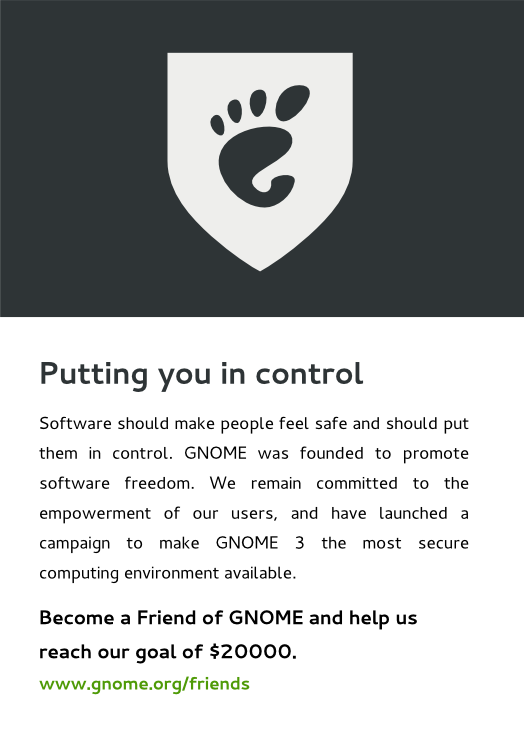 Putting you in control
Software should make people feel safe and should put
them in control. GNOME was founded to promote
software freedom. We remain committed to the
empowerment of our users, and have launched a
campaign to make GNOME 3 the most secure
computing environment available.
Become a Friend of GNOME and help us
reach our goal of $20000.
www.gnome.org/friends